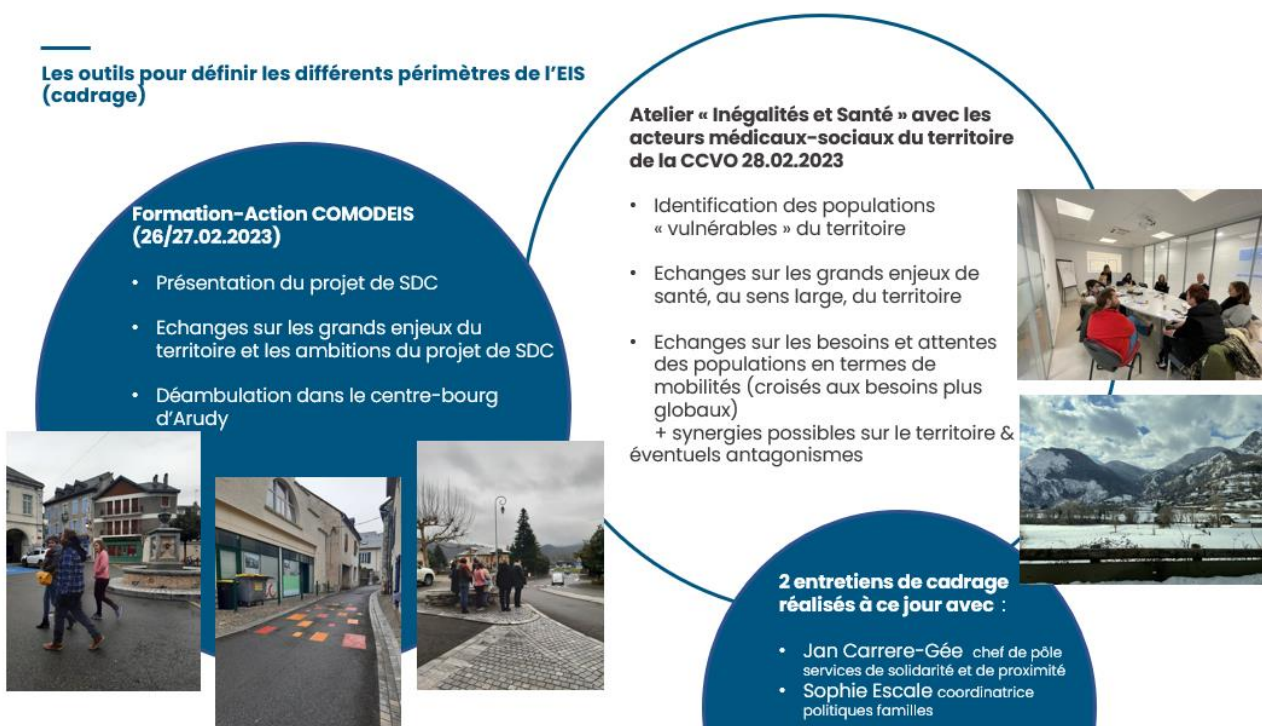 Les outils pour définir les différents périmètres de l'EIS
(cadrage)
Formation-Action COMODEIS
(26/27.02.2023)
• Présentation du projet de SDC
• Echanges sur les grands enjeux du
territoire et les ambitions du projet de SDC
• Déambulation dans le centre-bourg
d'Arudy
Atelier « Inégalités et Santé » avec les
acteurs médicaux-sociaux du territoire
de la CCVO 28.02.2023
• Identification des populations
« vulnérables » du territoire
• Echanges sur les grands enjeux de
santé, au sens large, du territoire
• Echanges sur les besoins et attentes
des populations en termes de
mobilités (croisés aux besoins plus
globaux)
+ synergies possibles sur le territoire &
éventuels antagonismes
2 entretiens de cadrage
réalisés à ce jour avec :
• Jan Carrere-Gée chef de pôle
services de solidarité et de proximité
• Sophie Escale coordinatrice
politiques familles